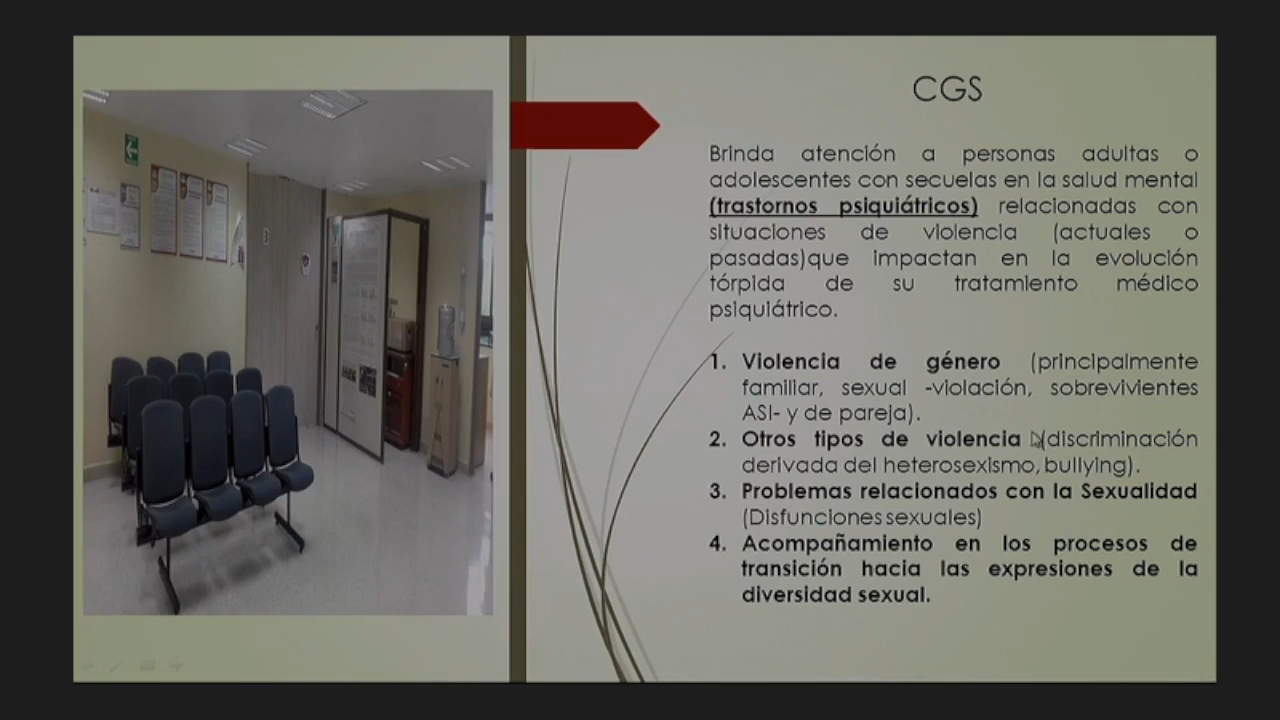 CGS
Brinda atención a personas adultas o
adolescentes con secuelas en la salud mental
(trastornos psiquiátricos) relacionadas con
situaciones de violencia (actuales o
pasadas)que impactan en la evolución
tórpida de su tratamiento médico
psiquiátrico.
1. Violencia de género (principalmente
familiar, sexual -violación, sobrevivientes
ASI- y de pareja).
2. Otros tipos de violencia (discriminación
derivada del heterosexismo, bullying).
3. Problemas relacionados con la Sexualidad
(Disfunciones sexuales)
4. Acompañamiento en los procesos de
transición hacia las expresiones de la
diversidad sexual.